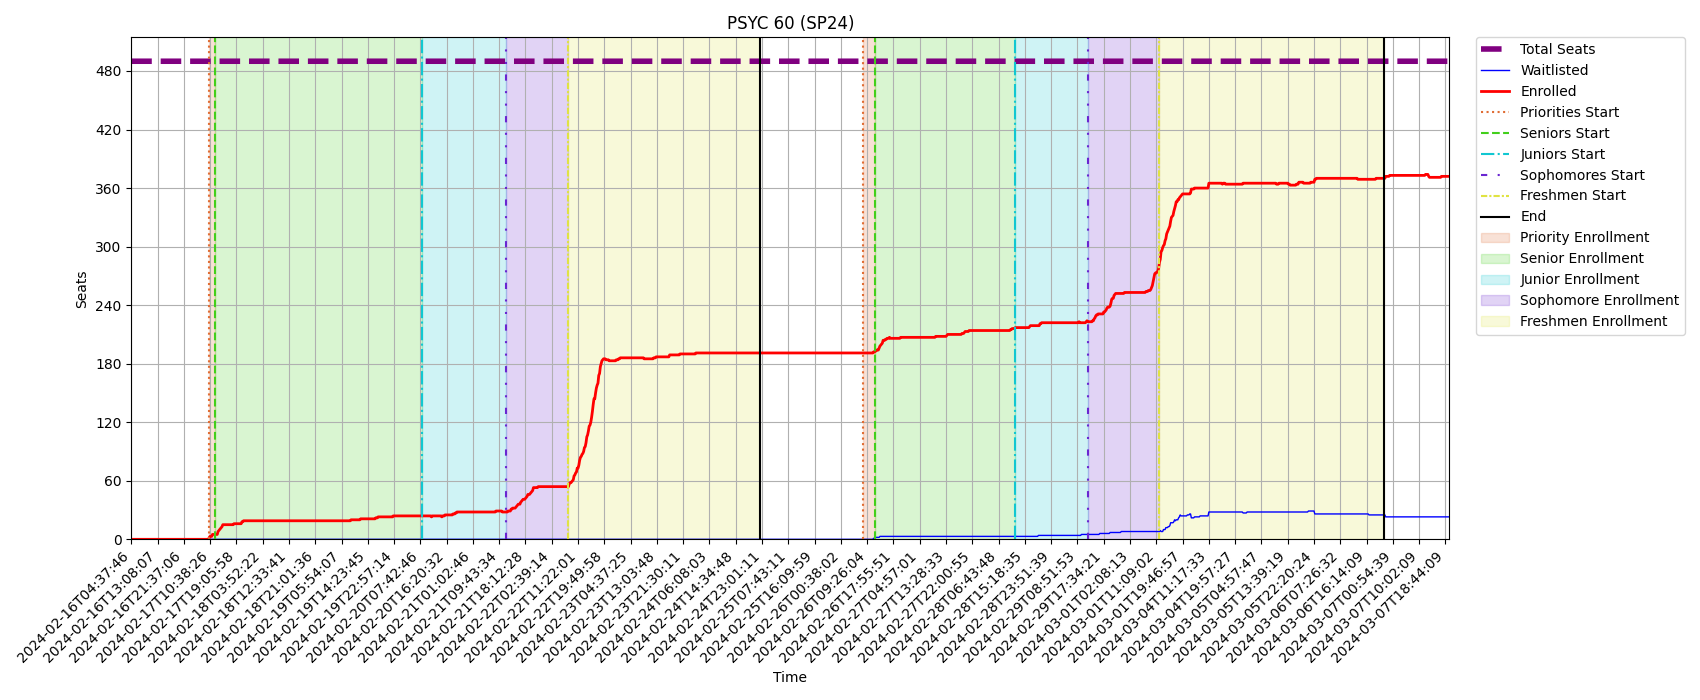 PSYC 60 (SP24)
Seats
480
420
360
300
240
180
120
60
0
2024-02-16T04:37:46
2024-02-16T13:08:07
2024-02-16T21:37:06
2024-02-17T10:38:26
2024-02-17T19:05:58
2024-02-18T03:52:22
2024-02-18T12:33:41
2024-02-18T21:01:36
2024-02-19T05:54:07
2024-02-19T14:23:45
2024-02-19T22:57:14
2024-02-20T07:42:46
2024-02-20T16:20:32
2024-02-21T01:02:46
2024-02-21T09:43:34
2024-02-21T18:12:28
2024-02-22T02:39:14
2024-02-22T11:22:01
2024-02-22T19:49:58
2024-02-23T04:37:25
2024-02-23T13:03:48
2024-02-23T21:30:11
2024-02-24T06:08:03
2024-02-24T14:34:48
2024-02-24T23:01:11
2024-02-25T07:43:11
2024-02-25T16:09:59
2024-02-26T00:38:02
2024-02-26T09:26:04
2024-02-26T17:55:51
2024-02-27T04:57:01
2024-02-27T13:28:33
2024-02-27T22:00:55
2024-02-28T06:43:48
2024-02-28T15:18:35
2024-02-28T23:51:39
2024-02-29T08:51:53
2024-02-29T17:34:21
2024-03-01T02:08:13
2024-03-01T11:09:02
2024-03-01T19:46:57
2024-03-04T11:17:33
2024-03-04T19:57:27
2024-03-05T04:57:47
2024-03-05T13:39:19
2024-03-05T22:20:24
2024-03-06T07:26:32
2024-03-06T16:14:09
2024-03-07T00:54:39
2024-03-07T10:02:09
2024-03-07T18:44:09
Time
Total Seats
Waitlisted
Enrolled
Priorities Start
Seniors Start
Juniors Start
Sophomores Start
Freshmen Start
End
Priority Enrollment
Senior Enrollment
Junior Enrollment
Sophomore Enrollment
Freshmen Enrollment